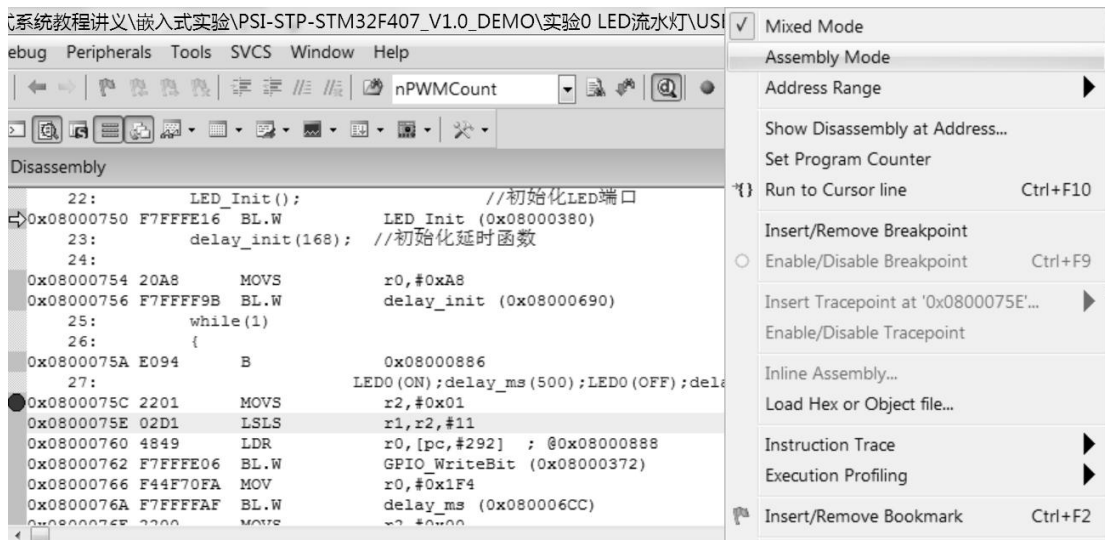 式系统教程讲义\嵌入式实验\PSI-STP-STM32F407_V1.0_DEMO\实验0 LED流水灯\USI
ebug Peripherals Tools SVCS Window Help
nPWMCount
Disassembly
22: LED_Init(); //初始化LED端口
0x08000750 F7FFFE16 BL.W LED_Init (0x08000380)
23: delay_init(168); //初始化延时函数
24:
0x08000754 20A8 MOVS r0,#0xA8
0x08000756 F7FFFF9B BL.W delay_init (0x08000690)
25: while(1)
26: {
0x0800075A E094 B 0x08000886
27: LED0(ON);delay_ms(500);LED0(OFF);dela
0x0800075C 2201 MOVS r2,#0x01
0x0800075E 02D1 LSLS r1,r2,#11
0x08000760 4849 LDR r0,[pc,#292] ; @0x08000888
0x08000762 F7FFFE06 BL.W GPIO_WriteBit (0x08000372)
0x08000766 F44F70FA MOV r0,#0x1F4
0x0800076A F7FFFFAF BL.W delay_ms (0x080006CC)
0x0800076E 2200 MOVS r2,#0x00
Mixed Mode
Assembly Mode
Address Range
Show Disassembly at Address...
Set Program Counter
Run to Cursor line Ctrl+F10
Insert/Remove Breakpoint
Enable/Disable Breakpoint Ctrl+F9
Insert Tracepoint at '0x0800075E'...
Enable/Disable Tracepoint
Inline Assembly...
Load Hex or Object file...
Instruction Trace
Execution Profiling
Insert/Remove Bookmark Ctrl+F2